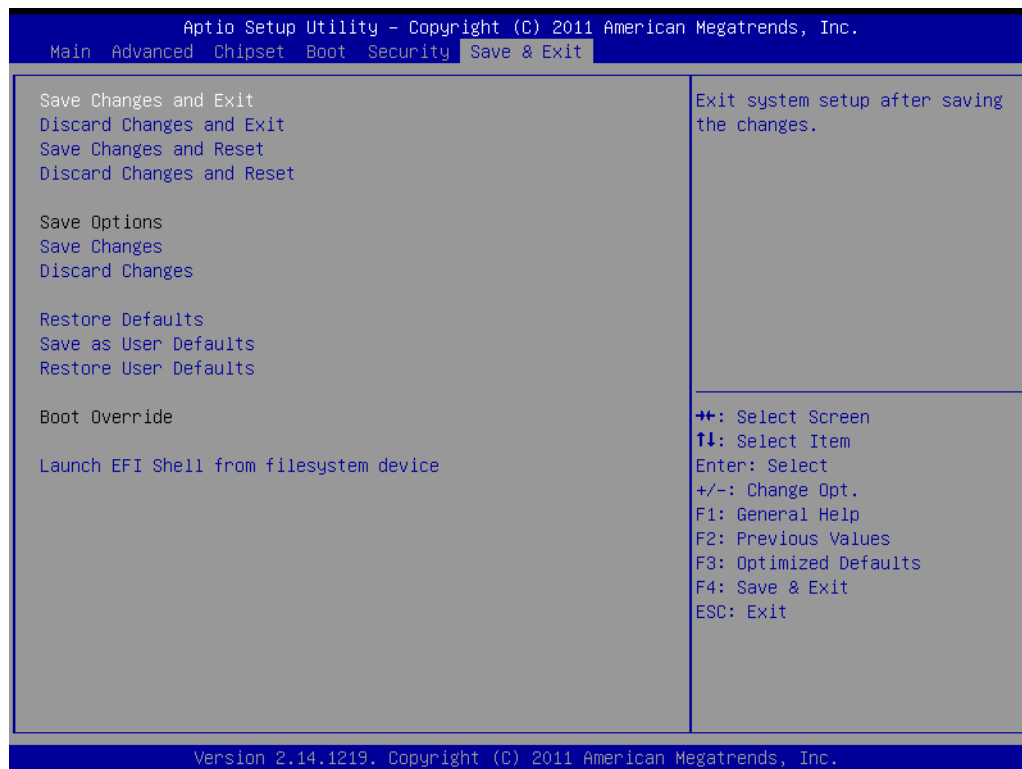 Aptio Setup Utility – Copyright (C) 2011 American Megatrends, Inc.
Main Advanced Chipset Boot Security Save & Exit
Save Changes and Exit
Discard Changes and Exit
Save Changes and Reset
Discard Changes and Reset
Save Options
Save Changes
Discard Changes
Restore Defaults
Save as User Defaults
Restore User Defaults
Boot Override
Launch EFI Shell from filesystem device
Exit system setup after saving
the changes.
→←: Select Screen
↑↓: Select Item
Enter: Select
+/-: Change Opt.
F1: General Help
F2: Previous Values
F3: Optimized Defaults
F4: Save & Exit
ESC: Exit
Version 2.14.1219. Copyright (C) 2011 American Megatrends, Inc.